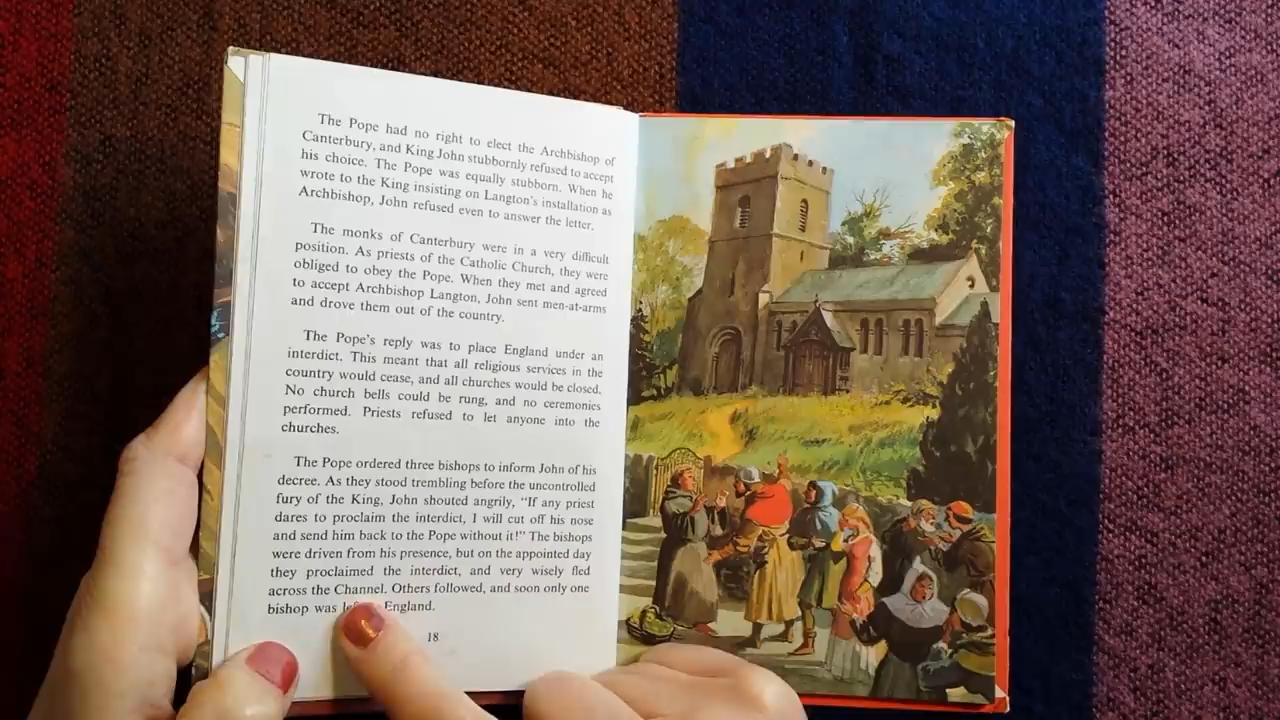 The Pope had no right to elect the Archbishop of
Canterbury, and King John stubbornly refused to accept
his choice. The Pope was equally stubborn. When he
wrote to the King insisting on Langton's installation as
Archbishop, John refused even to answer the letter.
The monks of Canterbury were in a very difficult
position. As priests of the Catholic Church, they were
obliged to obey the Pope. When they met and agreed
to accept Archbishop Langton, John sent men-at-arms
and drove them out of the country.
The Pope's reply was to place England under an
interdict. This meant that all religious services in the
country would cease, and all churches would be closed.
No church bells could be rung, and no ceremonies
performed. Priests refused to let anyone into the
churches.
The Pope ordered three bishops to inform John of his
decree. As they stood trembling before the uncontrolled
fury of the King, John shouted angrily, "If any priest
dares to proclaim the interdict, I will cut off his nose
and send him back to the Pope without it!" The bishops
were driven from his presence, but on the appointed day
they proclaimed the interdict, and very wisely fled
across the Channel. Others followed, and soon only one
bishop was England.
18